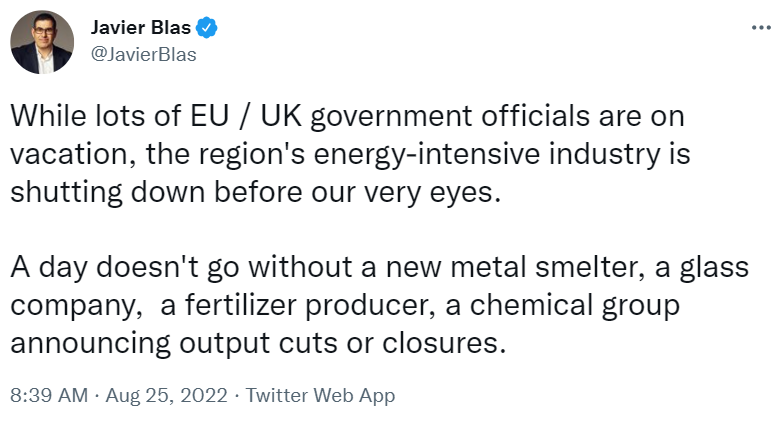 Javier Blas
@JavierBlas
While lots of EU / UK government officials are on
vacation, the region's energy-intensive industry is
shutting down before our very eyes.
A day doesn't go without a new metal smelter, a glass
company,  a fertilizer producer, a chemical group
announcing output cuts or closures.
8:39 AM · Aug 25, 2022 · Twitter Web App